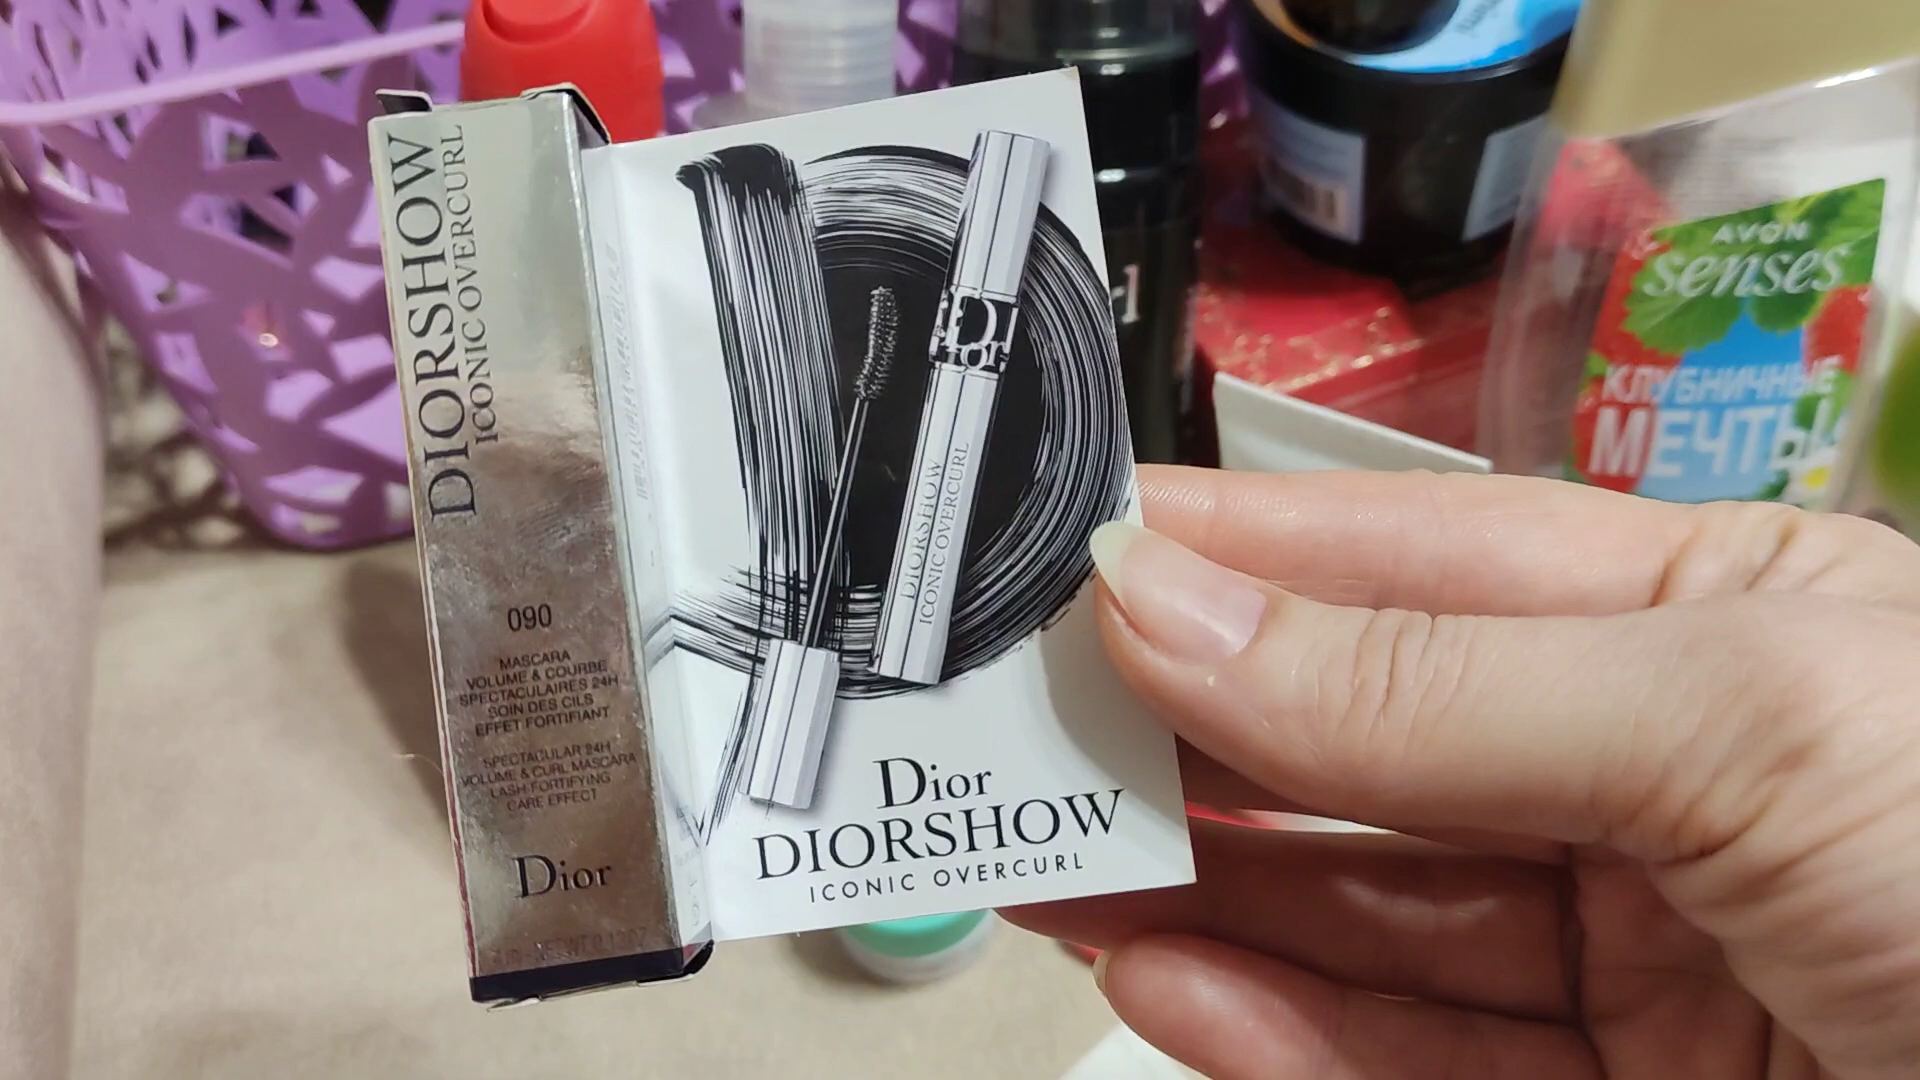 DIORSHOW
ICONIC OVERCURL
090
MASCARA
VOLUME & COURBE
SPECTACULAIRES 24H
SOIN DES CILS
EFFET FORTIFIANT
SPECTACULAR 24H
VOLUME & CURL MASCARA
LASH-FORTIFYING
CARE EFFECT
Dior
Dior
DIORSHOW
ICONIC OVERCURL
Dior
DIORSHOW
ICONIC OVERCURL
AVON
senses
КЛУБНИЧНЫЕ
МЕЧТЫ